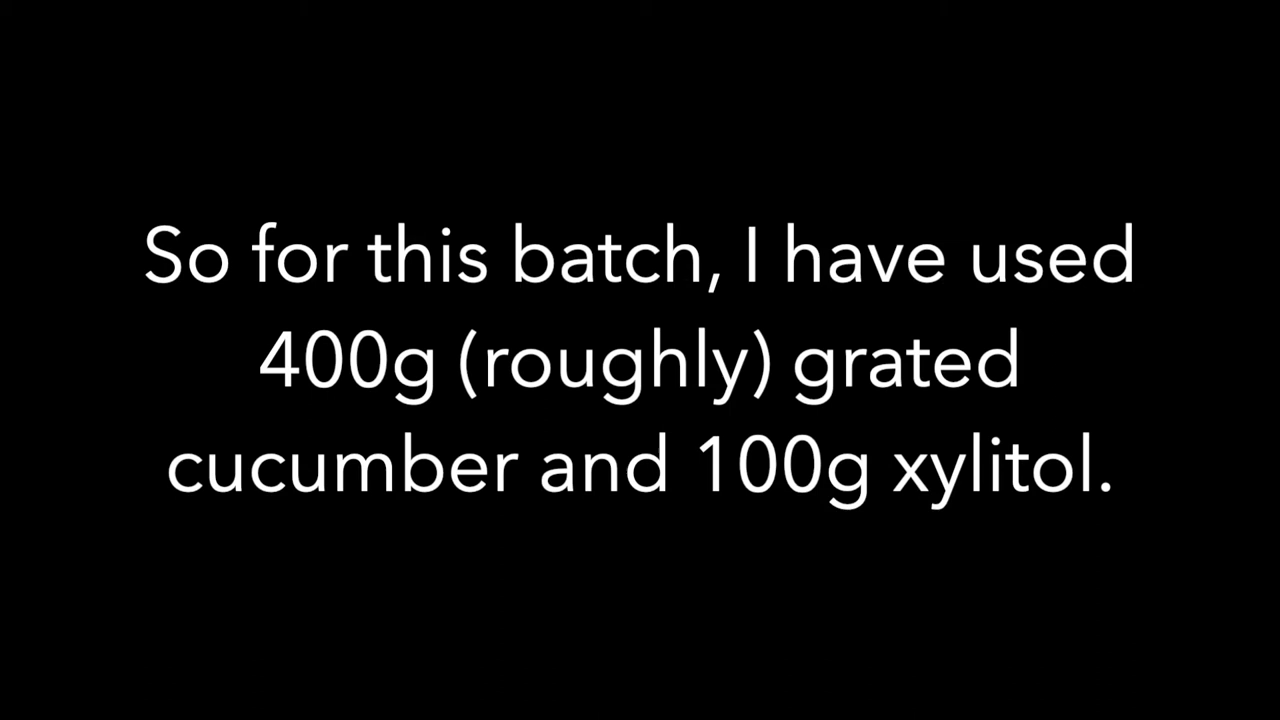 So for this batch, I have used
400g (roughly) grated
cucumber and 100g xylitol.